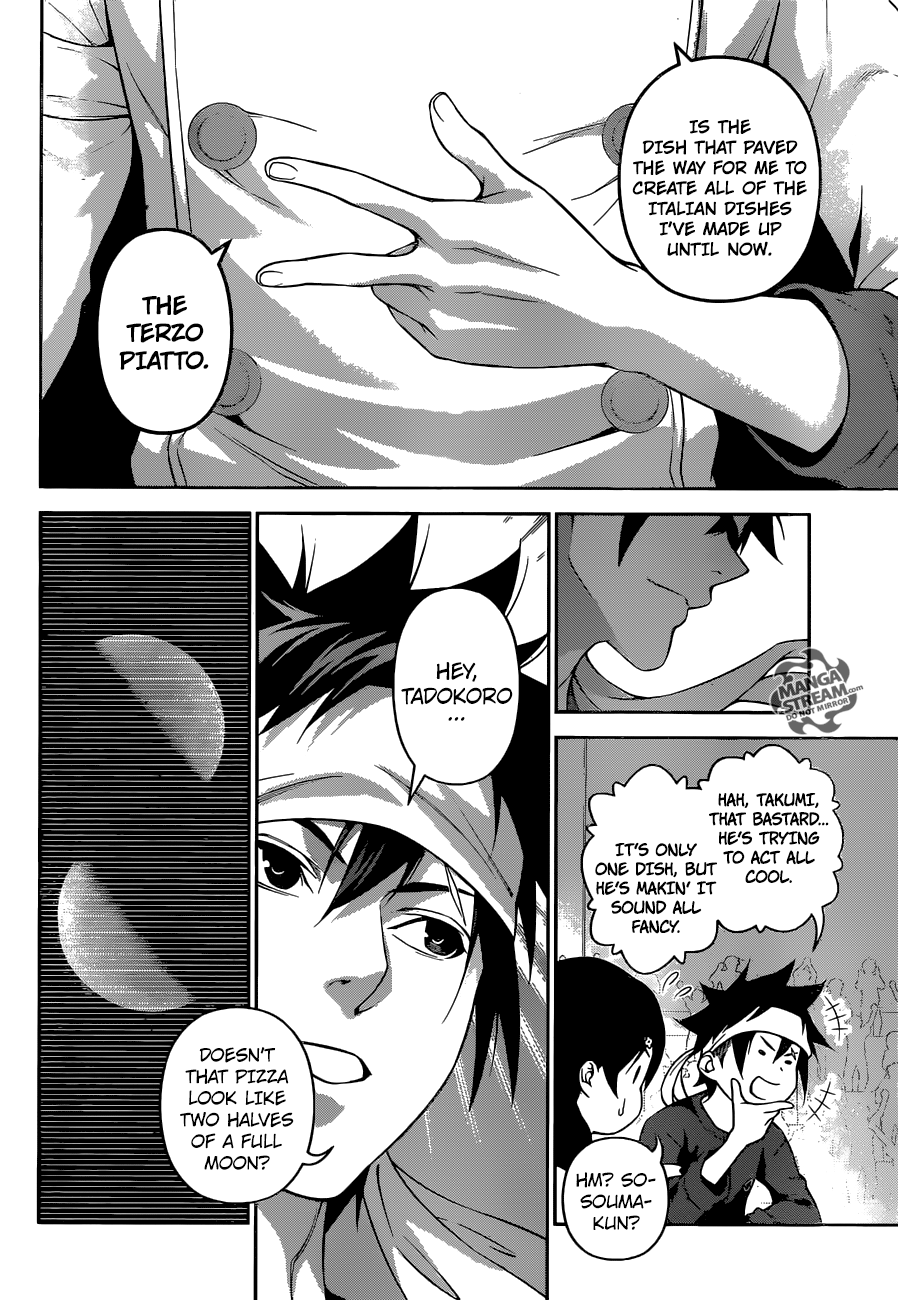 IS THE
DISH THAT PAVED
THE WAY FOR ME TO
CREATE ALL OF THE
ITALIAN DISHES
I'VE MADE UP
UNTIL NOW.
THE
TERZO
PIATTO.
MANGA
STREAM.com
DO NOT MIRROR
HAH, TAKUMI,
THAT BASTARD...
HE'S TRYING
TO ACT ALL
COOL.
IT'S ONLY
ONE DISH, BUT
HE'S MAKIN' IT
SOUND ALL
FANCY.
HM? SO-
SOUMA-
KUN?
HEY,
TADOKORO
...
DOESN'T
THAT PIZZA
LOOK LIKE
TWO HALVES
OF A FULL
MOON?